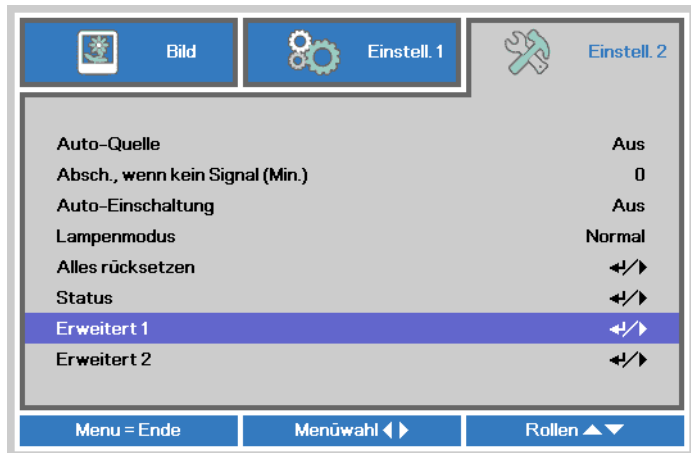 Bild
Einstell. 1
Einstell. 2
Auto-Quelle Aus
Absch., wenn kein Signal (Min.) 0
Auto-Einschaltung Aus
Lampenmodus Normal
Alles rücksetzen ↵/▶
Status ↵/▶
Erweitert 1 ↵/▶
Erweitert 2 ↵/▶
Menu = Ende
Menüwahl ◀▶
Rollen ▲▼